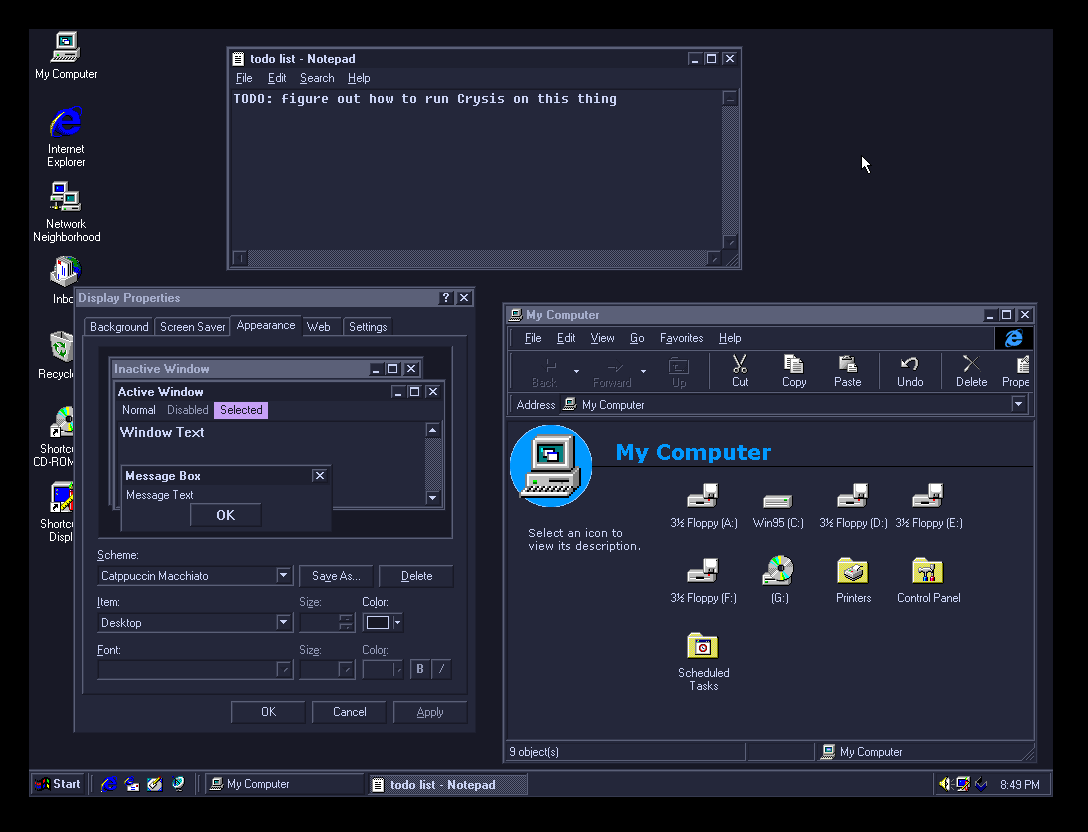 My Computer
Internet
Explorer
Network
Neighborhood
Inbo
Recycl
Shortc
CD-ROM
Shortcu
Displ
todo list - Notepad
File Edit Search Help
TODO: figure out how to run Crysis on this thing
Display Properties
Background Screen Saver Appearance Web Settings
Inactive Window
Active Window
Normal Disabled Selected
Window Text
Message Box
Message Text
OK
Scheme:
Catppuccin Macchiato Save As... Delete
Item: Size: Color:
Desktop
Font: Size: Color:
B /
OK Cancel Apply
My Computer
File Edit View Go Favorites Help
Back Forward Up Cut Copy Paste Undo Delete Prope
Address My Computer
My Computer
Select an icon to
view its description.
3½ Floppy (A:) Win95 (C:) 3½ Floppy (D:) 3½ Floppy (E:)
3½ Floppy (F:) (G:) Printers Control Panel
Scheduled
Tasks
9 object(s) My Computer
Start My Computer todo list - Notepad 8:49 PM